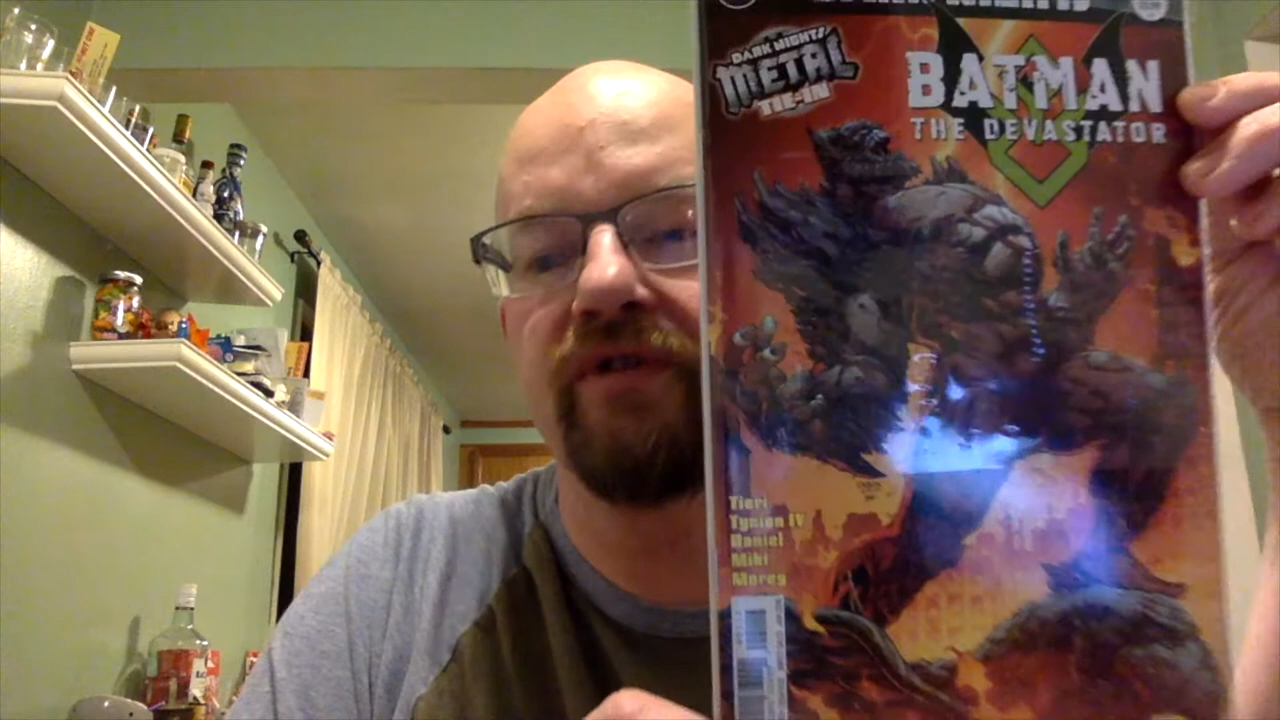 DARK NIGHTS
METAL
TIE-IN
BATMAN
THE DEVASTATOR
Tieri
Tynion IV
Daniel
Miki
Morey